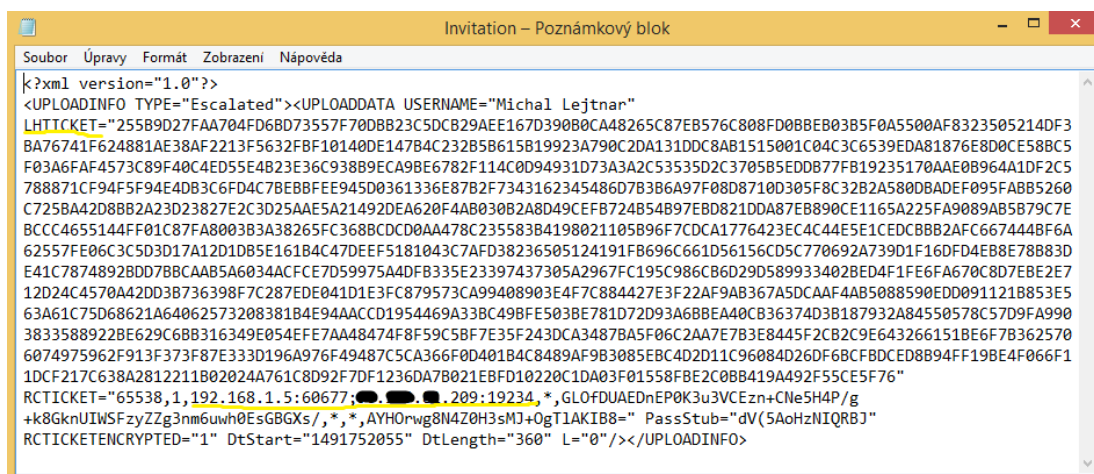 Invitation – Poznámkový blok
Soubor Úpravy Formát Zobrazení Nápověda
<?xml version="1.0"?>
<UPLOADINFO TYPE="Escalated"><UPLOADDATA USERNAME="Michal Lejtnar"
LHTTCKET="255B9D27FAA704FD6BD73557F70DBB23C5DCB29AEE167D390B0CA48265C87EB576C808FD0BBEB03B5F0A5500AF8323505214DF3
BA76741F624881AE38AF2213F5632FBF10140DE147B4C232B5B615B19923A790C2DA131DDC8AB1515001C04C3C6539EDA81876E8D0CE58BC5
F03A6FAF4573C89F40C4ED55E4B23E36C938B9ECA9BE6782F114C0D94931D73A3A2C53535D2C3705B5EDDB77FB19235170AAE0B964A1DF2C5
788871CF94F5F94E4DB3C6FD4C7BEBBFEE945D0361336E87B2F7343162345486D7B3B6A97F08D8710D305F8C32B2A580DBADEF095FABB5260
C725BA42D8BB2A23D23827E2C3D25AAE5A21492DEA620F4AB030B2A8D49CEFB724B54B97EBD821DDA87EB890CE1165A225FA9089AB5B79C7E
BCCC4655144FF01C87FA8003B3A38265FC368BCDCD0AA478C235583B4198021105B96F7CDCA1776423EC4C44E5E1CEDCBBB2AFC667444BF6A
62557FE06C3C5D3D17A12D1DB5E161B4C47DEEF5181043C7AFD38236505124191FB696C661D56156CD5C770692A739D1F16DFD4EB8E78B83D
E41C7874892BDD7BBCAAB5A6034ACFCE7D59975A4DFB335E23397437305A2967FC195C986CB6D29D589933402BED4F1FE6FA670C8D7EBE2E7
12D24C4570A42DD3B736398F7C287EDE041D1E3FC879573CA99408903E4F7C884427E3F22AF9AB367A5DCAAF4AB5088590EDD091121B853E5
63A61C75D68621A64062573208381B4E94AACCD1954469A33BC49BFE503BE781D72D93A6BBEA40CB36374D3B187932A84550578C57D9FA990
3833588922BE629C6BB316349E054EFE7AA48474F8F59C5BF7E35F243DCA3487BA5F06C2AA7E7B3E8445F2CB2C9E643266151BE6F7B362570
6074975962F913F373F87E333D196A976F49487C5CA366F0D401B4C8489AF9B3085EBC4D2D11C96084D26DF6BCFBDCED8B94FF19BE4F066F1
1DCF217C638A2812211B02024A761C8D92F7DF1236DA7B021EBFD10220C1DA03F01558FBE2C0BB419A492F55CE5F76"
RCTICKET="65538,1,192.168.1.5:60677; .209:19234,*,GLOfDUAEDnEP0K3u3VCEzn+CNe5H4P/g
+k8GknUIWSFzyZZg3nm6uwh0EsGBGXs/,*,*,AYHOrwg8N4Z0H3sMJ+OgTlAKIB8=" PassStub="dV(5AoHzNIQRBJ"
RCTICKETENCRYPTED="1" DtStart="1491752055" DtLength="360" L="0"/></UPLOADINFO>